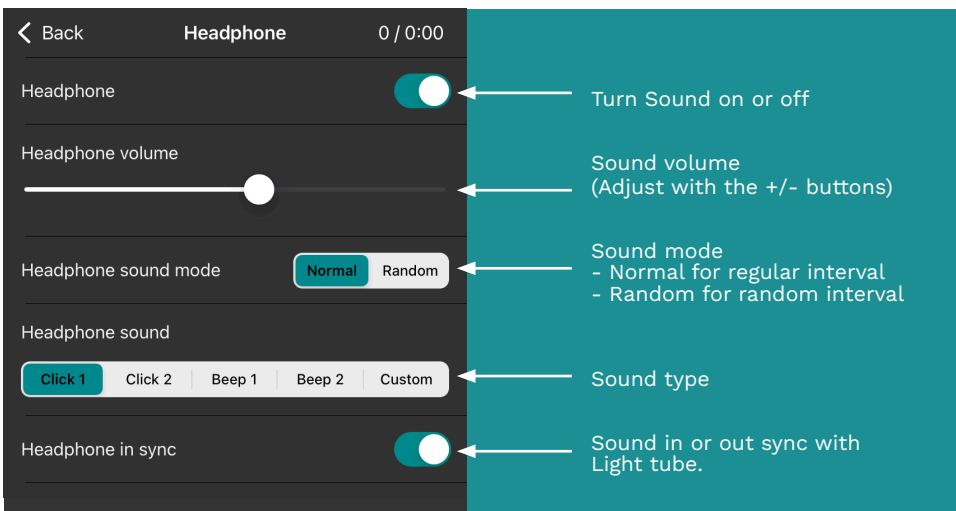 Back Headphone 0 / 0:00
Headphone
Turn Sound on or off
Headphone volume
Sound volume
(Adjust with the +/- buttons)
Headphone sound mode Normal Random
Sound mode
- Normal for regular interval
- Random for random interval
Headphone sound
Click 1 Click 2 Beep 1 Beep 2 Custom
Sound type
Headphone in sync
Sound in or out sync with
Light tube.